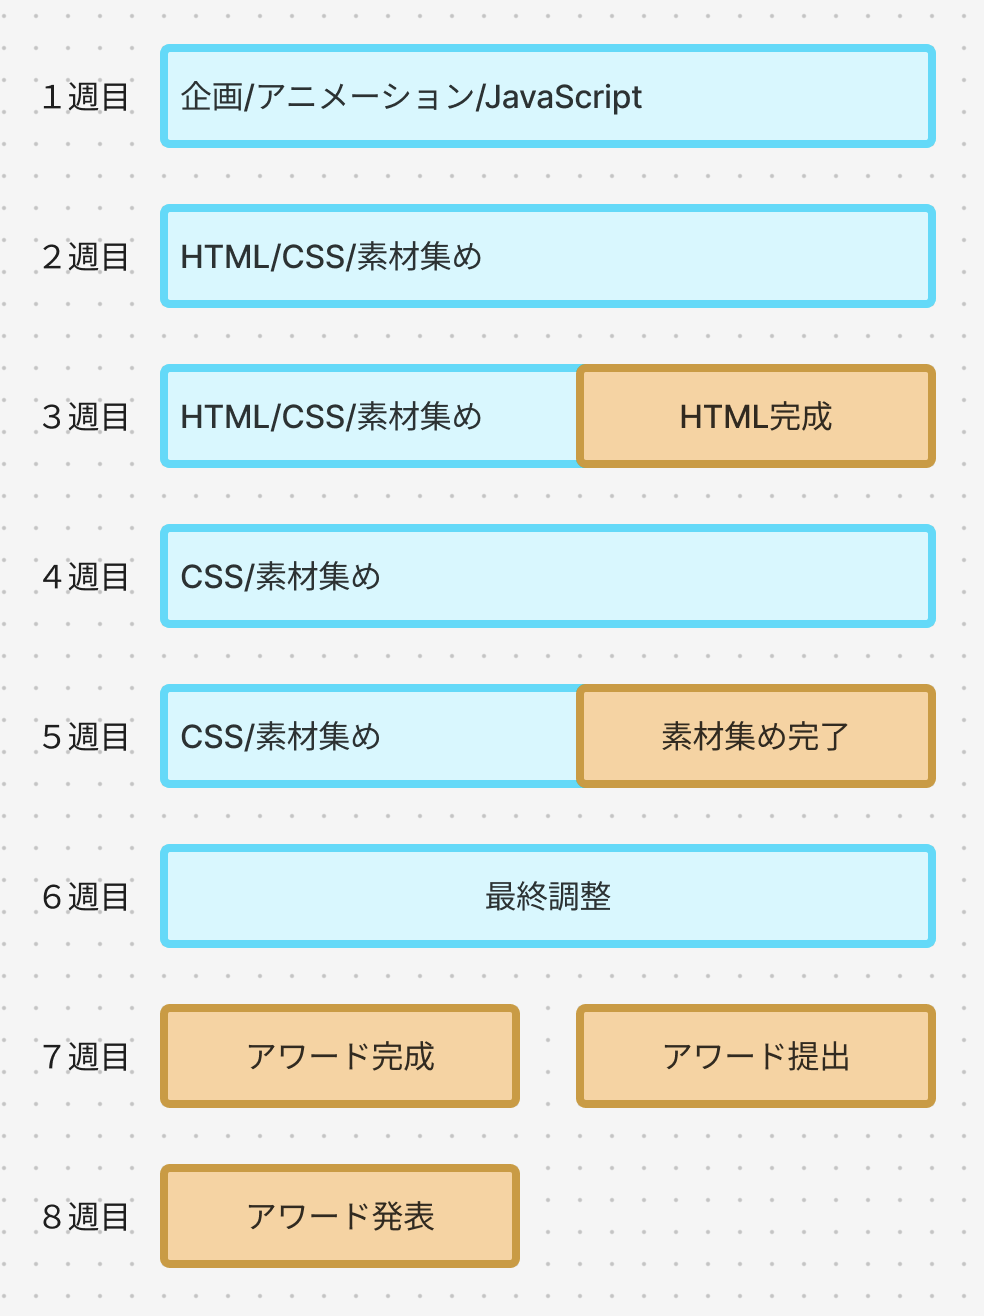 １週目 企画/アニメーション/JavaScript
２週目 HTML/CSS/素材集め
３週目 HTML/CSS/素材集め HTML完成
４週目 CSS/素材集め
５週目 CSS/素材集め 素材集め完了
６週目 最終調整
７週目 アワード完成 アワード提出
８週目 アワード発表